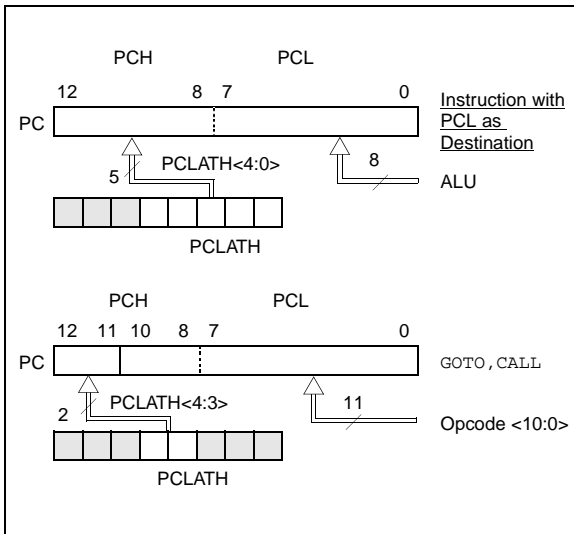 PCH PCL
12 8 7 0
PC
Instruction with
PCL as
Destination
5 PCLATH<4:0> 8
ALU
PCLATH
PCH PCL
12 11 10 8 7 0
PC GOTO,CALL
2 PCLATH<4:3> 11
Opcode <10:0>
PCLATH